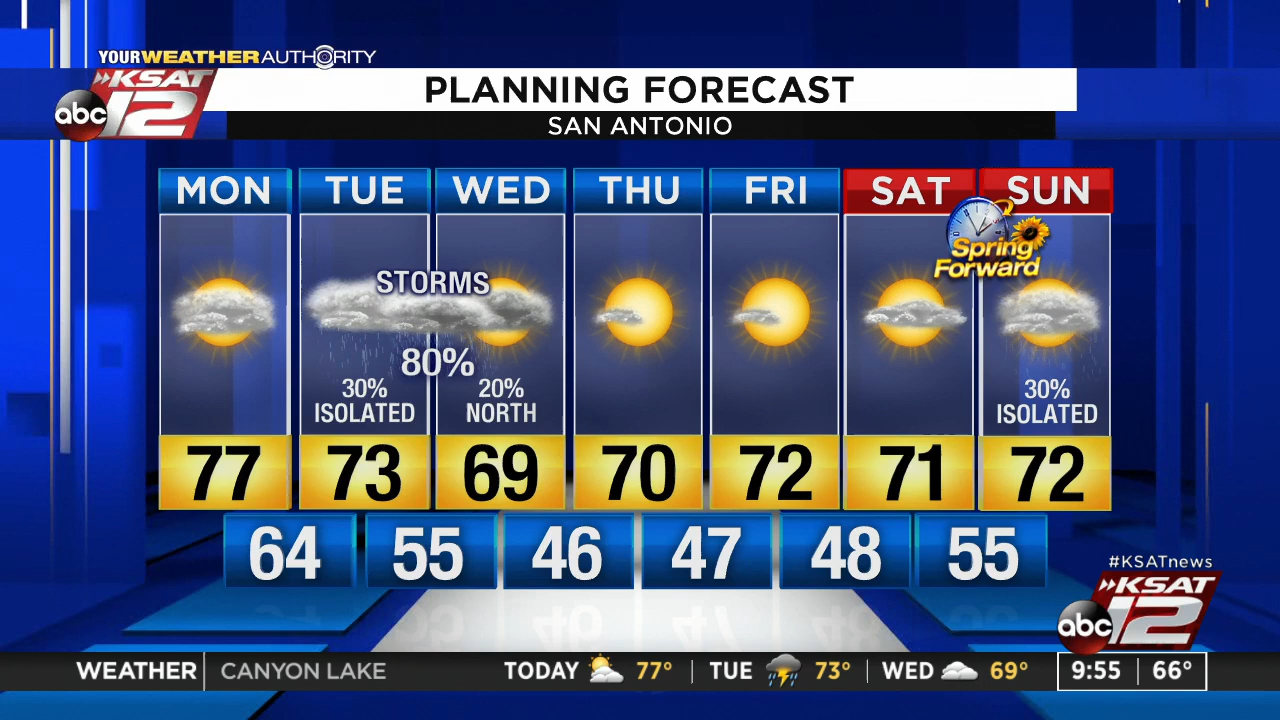 YOURWEATHERAUTHORITY
KSAT
abc 12
PLANNING FORECAST
SAN ANTONIO
MON TUE WED THU FRI SAT SUN
Spring
Forward
STORMS
80%
30% 20% 30%
ISOLATED NORTH ISOLATED
77 73 69 70 72 71 72
64 55 46 47 48 55
#KSATnews
KSAT
abc 12
WEATHER CANYON LAKE TODAY 77° TUE 73° WED 69° 9:55 66°